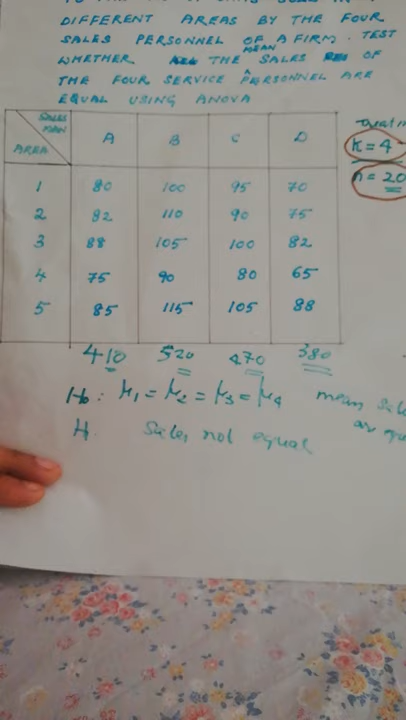 DIFFERENT AREAS BY THE FOUR
SALES PERSONNEL OF A FIRM. TEST
WHETHER THE MEAN SALES OF
THE FOUR SERVICE PERSONNEL ARE
EQUAL USING ANOVA
SALES MAN
AREA
A B C D
k = 4
1 80 100 95 70
n = 20
2 82 110 90 75
3 88 105 100 82
4 75 90 80 65
5 85 115 105 88
410 520 470 380
Ho: μ1 = μ2 = μ3 = μ4 mean
H. Sales not equal